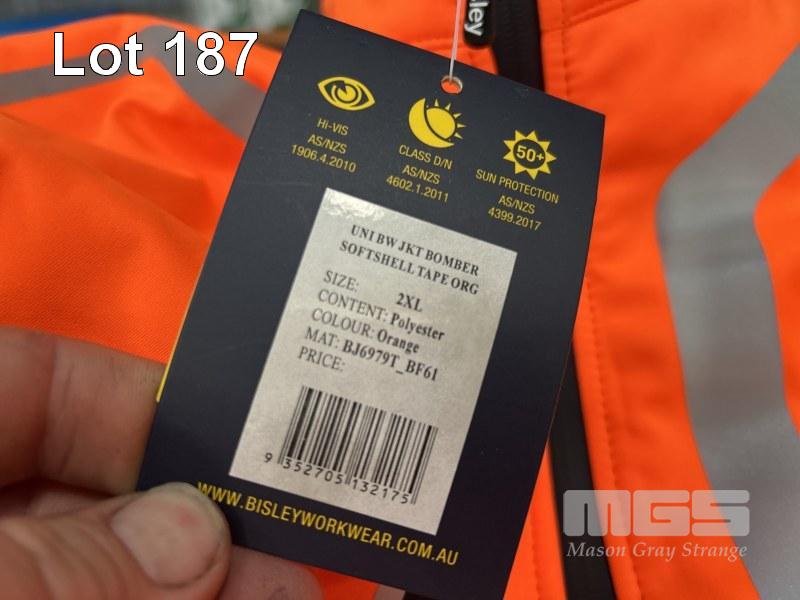 Lot 187
sley
HI-VIS
AS/NZS
1906.4.2010
CLASS D/N
AS/NZS
4602.1.2011
50+
SUN PROTECTION
AS/NZS
4399.2017
UNI BW JKT BOMBER
SOFTSHELL TAPE ORG
SIZE: 2XL
CONTENT: Polyester
COLOUR: Orange
MAT: BJ6979T_BF61
PRICE:
9 352705 132175
WWW.BISLEYWORKWEAR.COM.AU
MGS
Mason Gray Strange